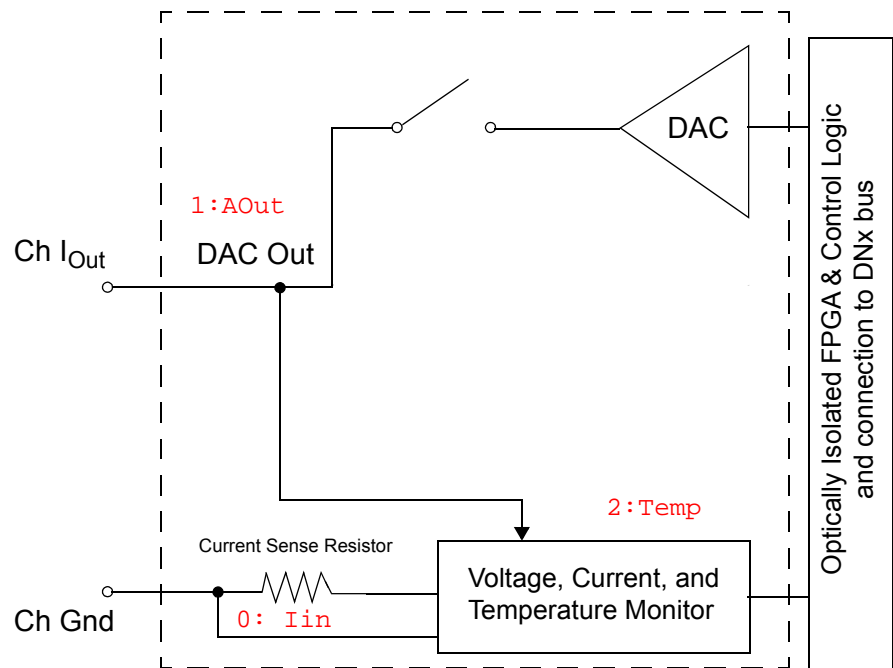 DAC
1:AOut
Ch IOut
DAC Out
2:Temp
Current Sense Resistor
Voltage, Current, and
Temperature Monitor
Ch Gnd
0: Iin
Optically Isolated FPGA & Control Logic
and connection to DNx bus